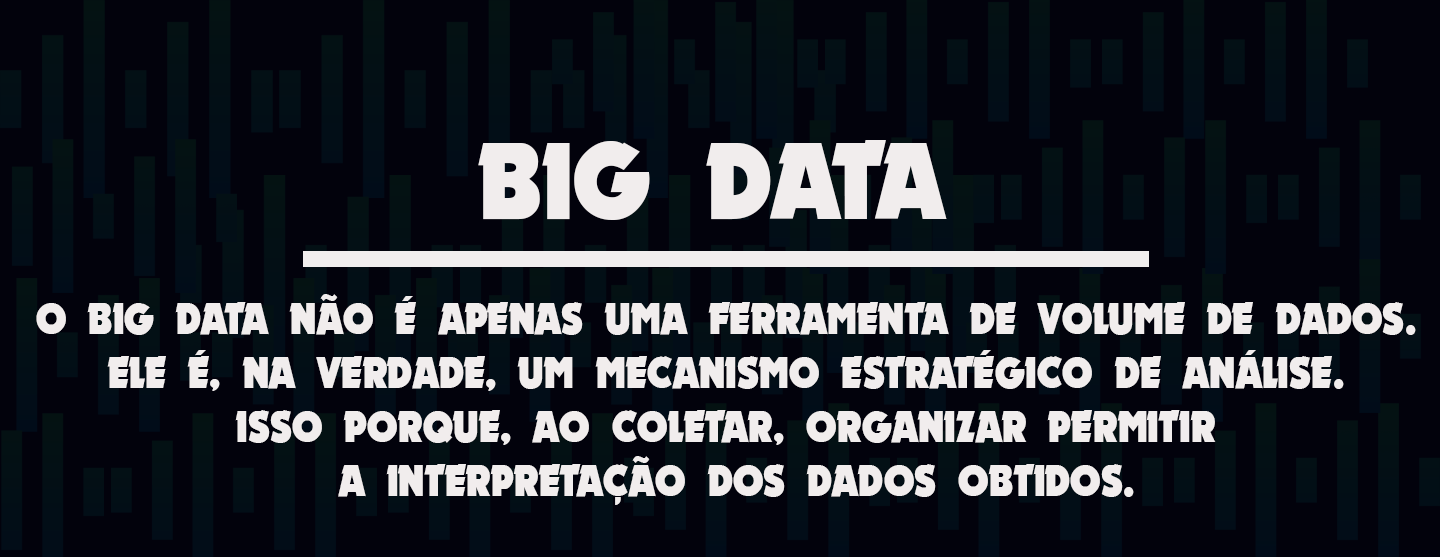 BIG DATA
O BIG DATA NÃO É APENAS UMA FERRAMENTA DE VOLUME DE DADOS.
ELE É, NA VERDADE, UM MECANISMO ESTRATÉGICO DE ANÁLISE.
ISSO PORQUE, AO COLETAR, ORGANIZAR PERMITIR
A INTERPRETAÇÃO DOS DADOS OBTIDOS.